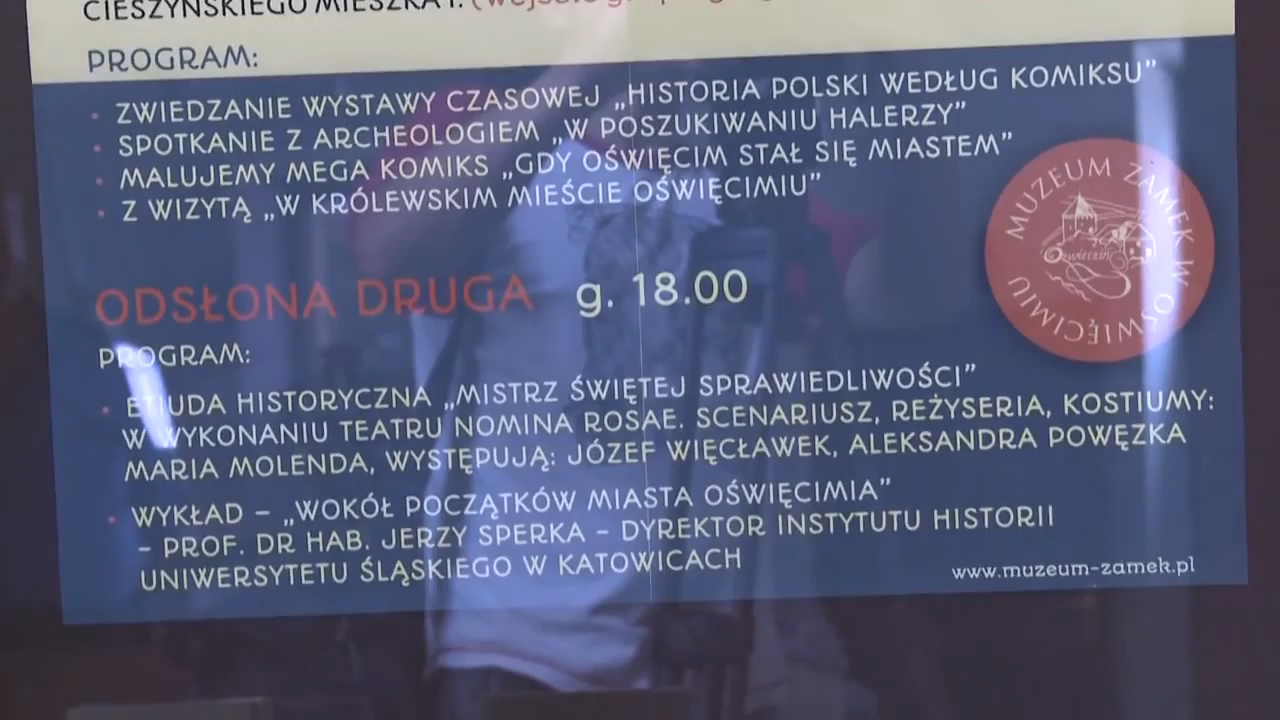 CIESZYŃSKIEGO MIESZKA I.
PROGRAM:
• ZWIEDZANIE WYSTAWY CZASOWEJ „HISTORIA POLSKI WEDŁUG KOMIKSU”
• SPOTKANIE Z ARCHEOLOGIEM „W POSZUKIWANIU HALERZY”
• MALUJEMY MEGA KOMIKS „GDY OŚWIĘCIM STAŁ SIĘ MIASTEM”
• Z WIZYTĄ „W KRÓLEWSKIM MIEŚCIE OŚWIĘCIMIU”
MUZEUM ZAMEK W OŚWIĘCIMIU
Oświęcim
ODSŁONA DRUGA g. 18.00
PROGRAM:
• ETIUDA HISTORYCZNA „MISTRZ ŚWIĘTEJ SPRAWIEDLIWOŚCI”
W WYKONANIU TEATRU NOMINA ROSAE. SCENARIUSZ, REŻYSERIA, KOSTIUMY:
MARIA MOLENDA, WYSTĘPUJĄ: JÓZEF WIĘCŁAWEK, ALEKSANDRA POWĘZKA
• WYKŁAD – „WOKÓŁ POCZĄTKÓW MIASTA OŚWIĘCIMIA”
– PROF. DR HAB. JERZY SPERKA – DYREKTOR INSTYTUTU HISTORII
UNIWERSYTETU ŚLĄSKIEGO W KATOWICACH
www.muzeum-zamek.pl